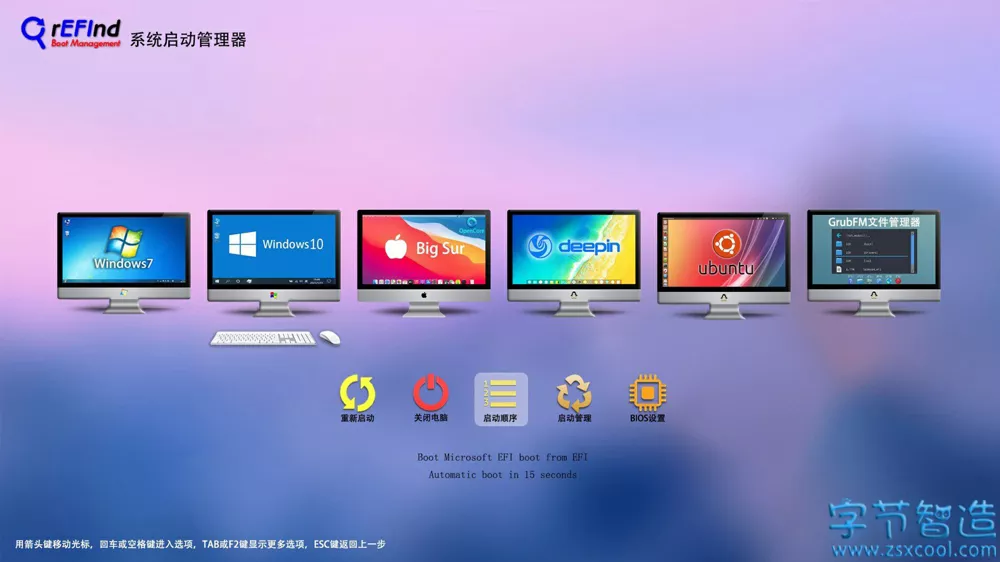 rEFInd
Boot Management
系统启动管理器
Windows7
Windows10
OpenCore
Big Sur
deepin
ubuntu
GrubFM文件管理器
1
2
3
重新启动
关闭电脑
启动顺序
启动管理
BIOS设置
Boot Microsoft EFI boot from EFI
Automatic boot in 15 seconds
用箭头键移动光标，回车或空格键进入选项，TAB或F2键显示更多选项，ESC键返回上一步
字节智造
www.zsxcool.com